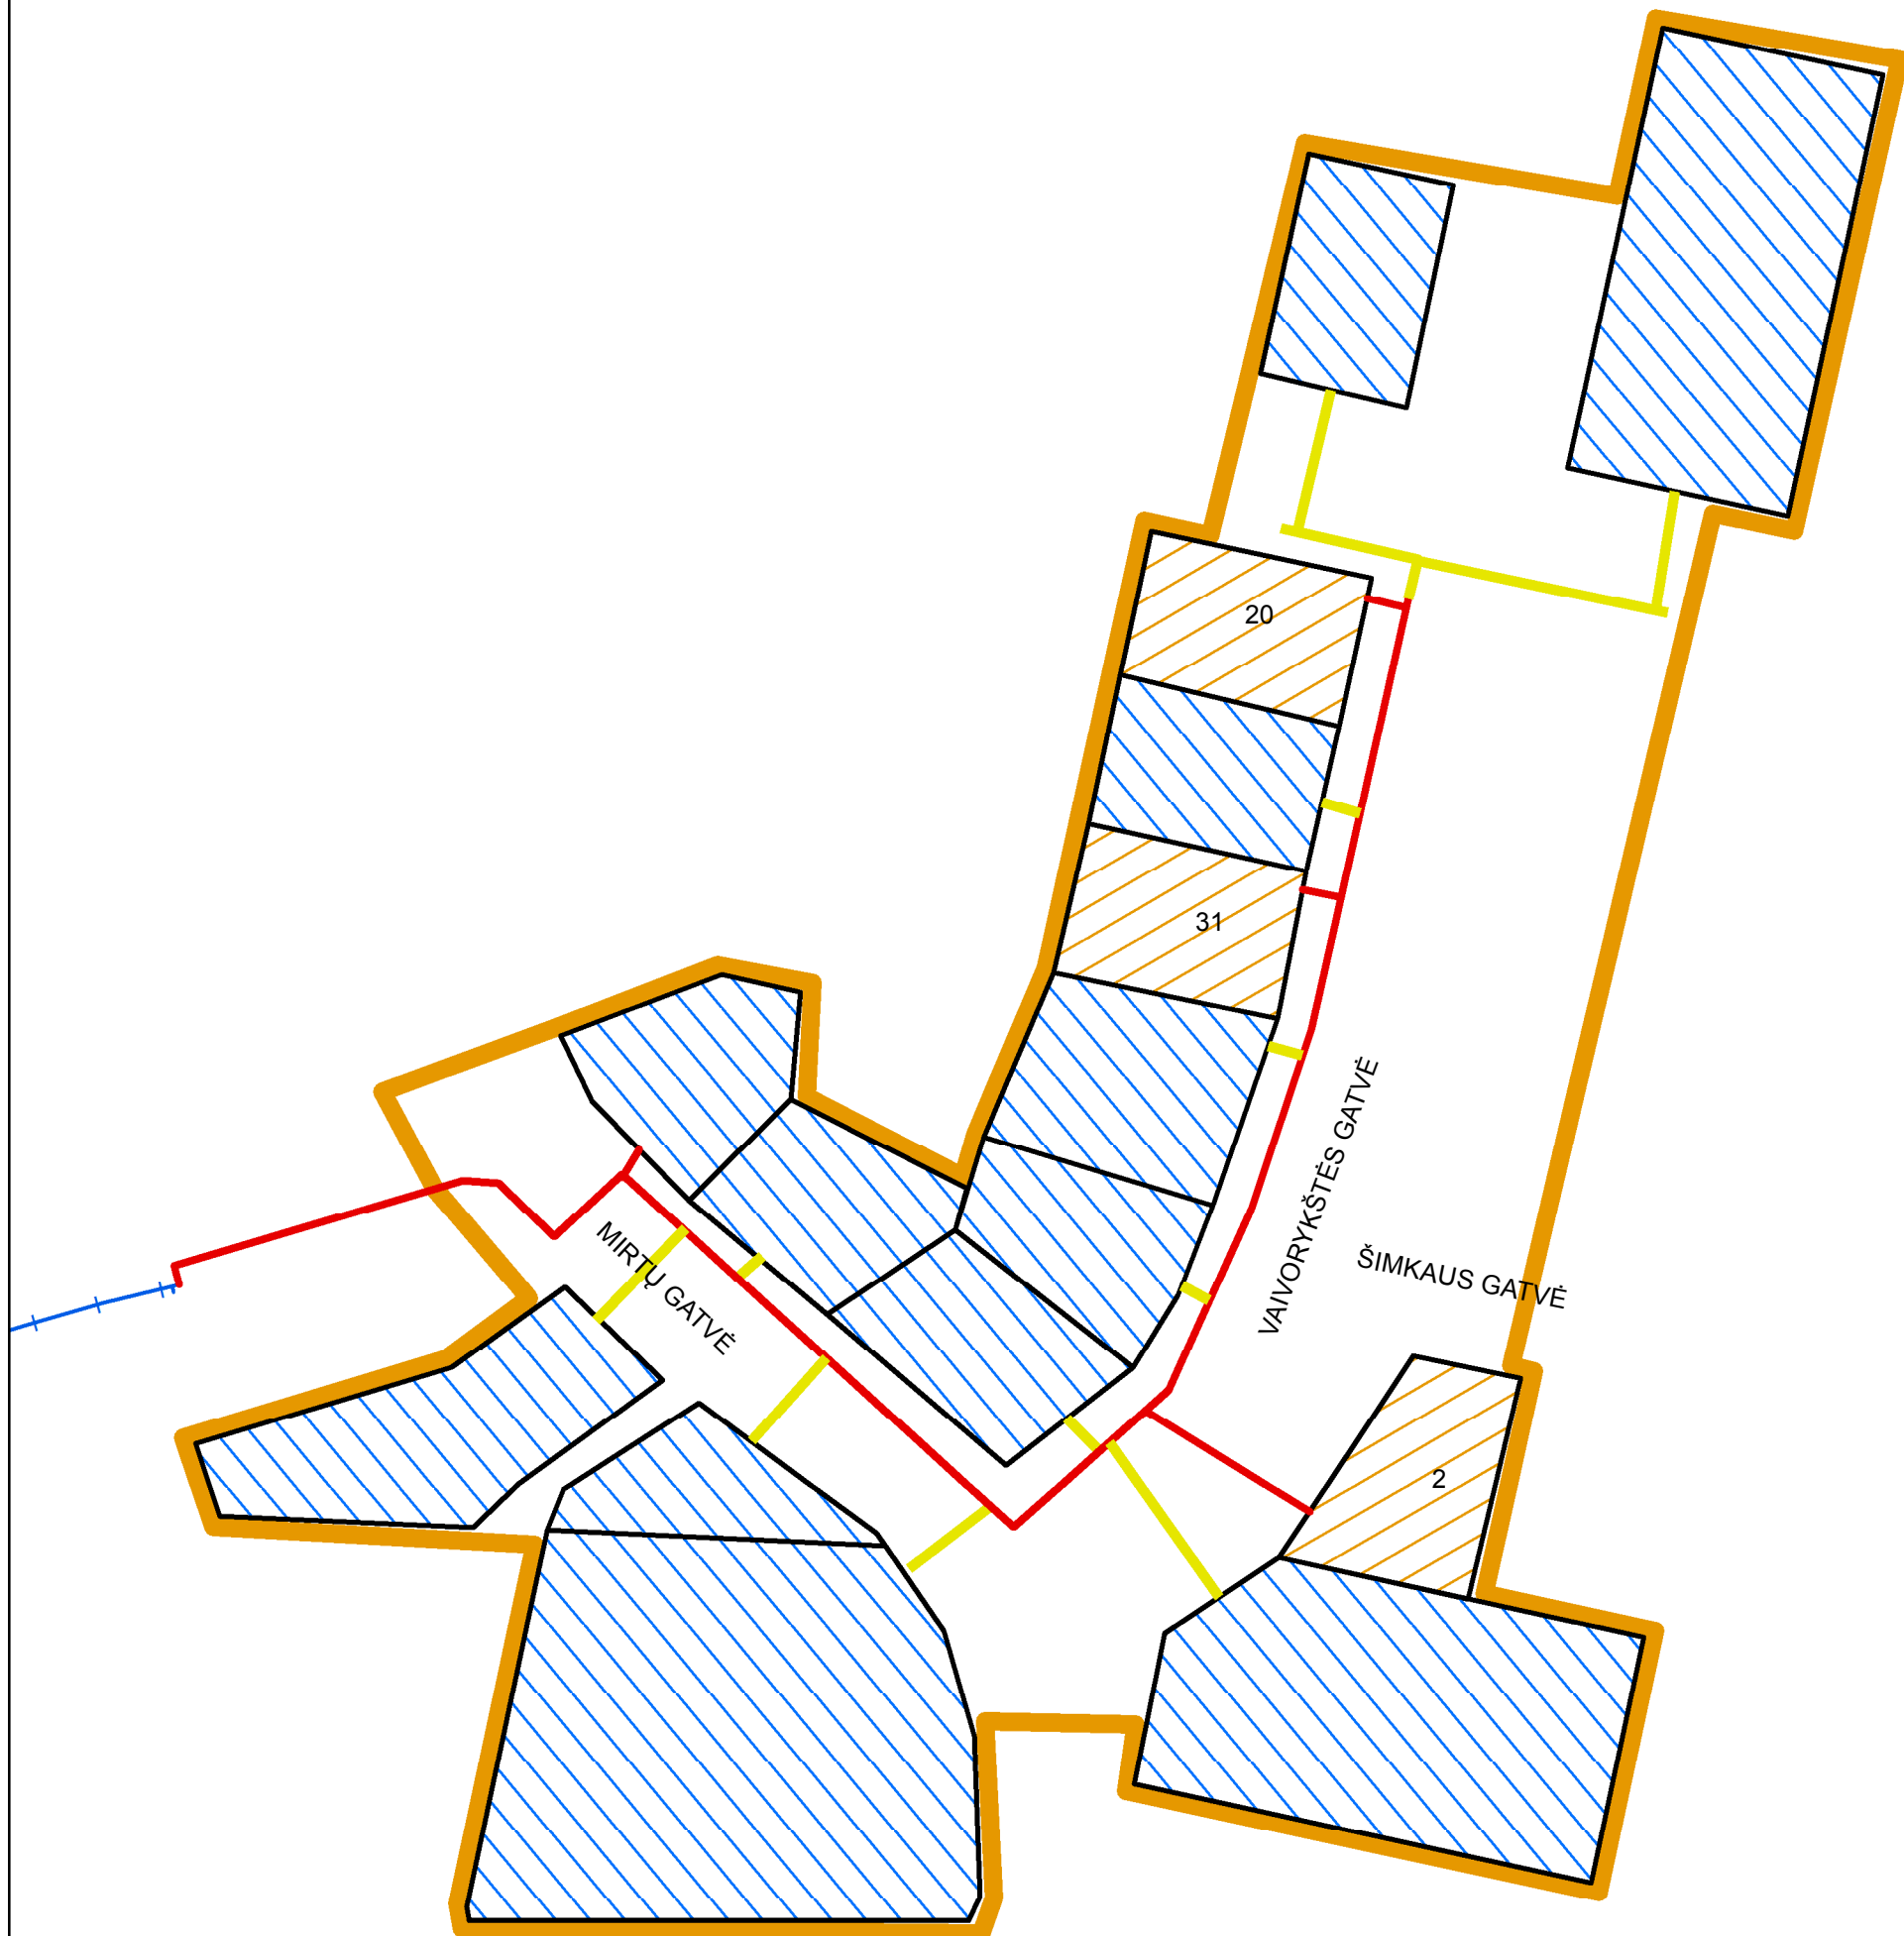 20
31
VAIVORYKŠTĖS GATVĖ
MIRTŲ GATVĖ
ŠIMKAUS GATVĖ
2